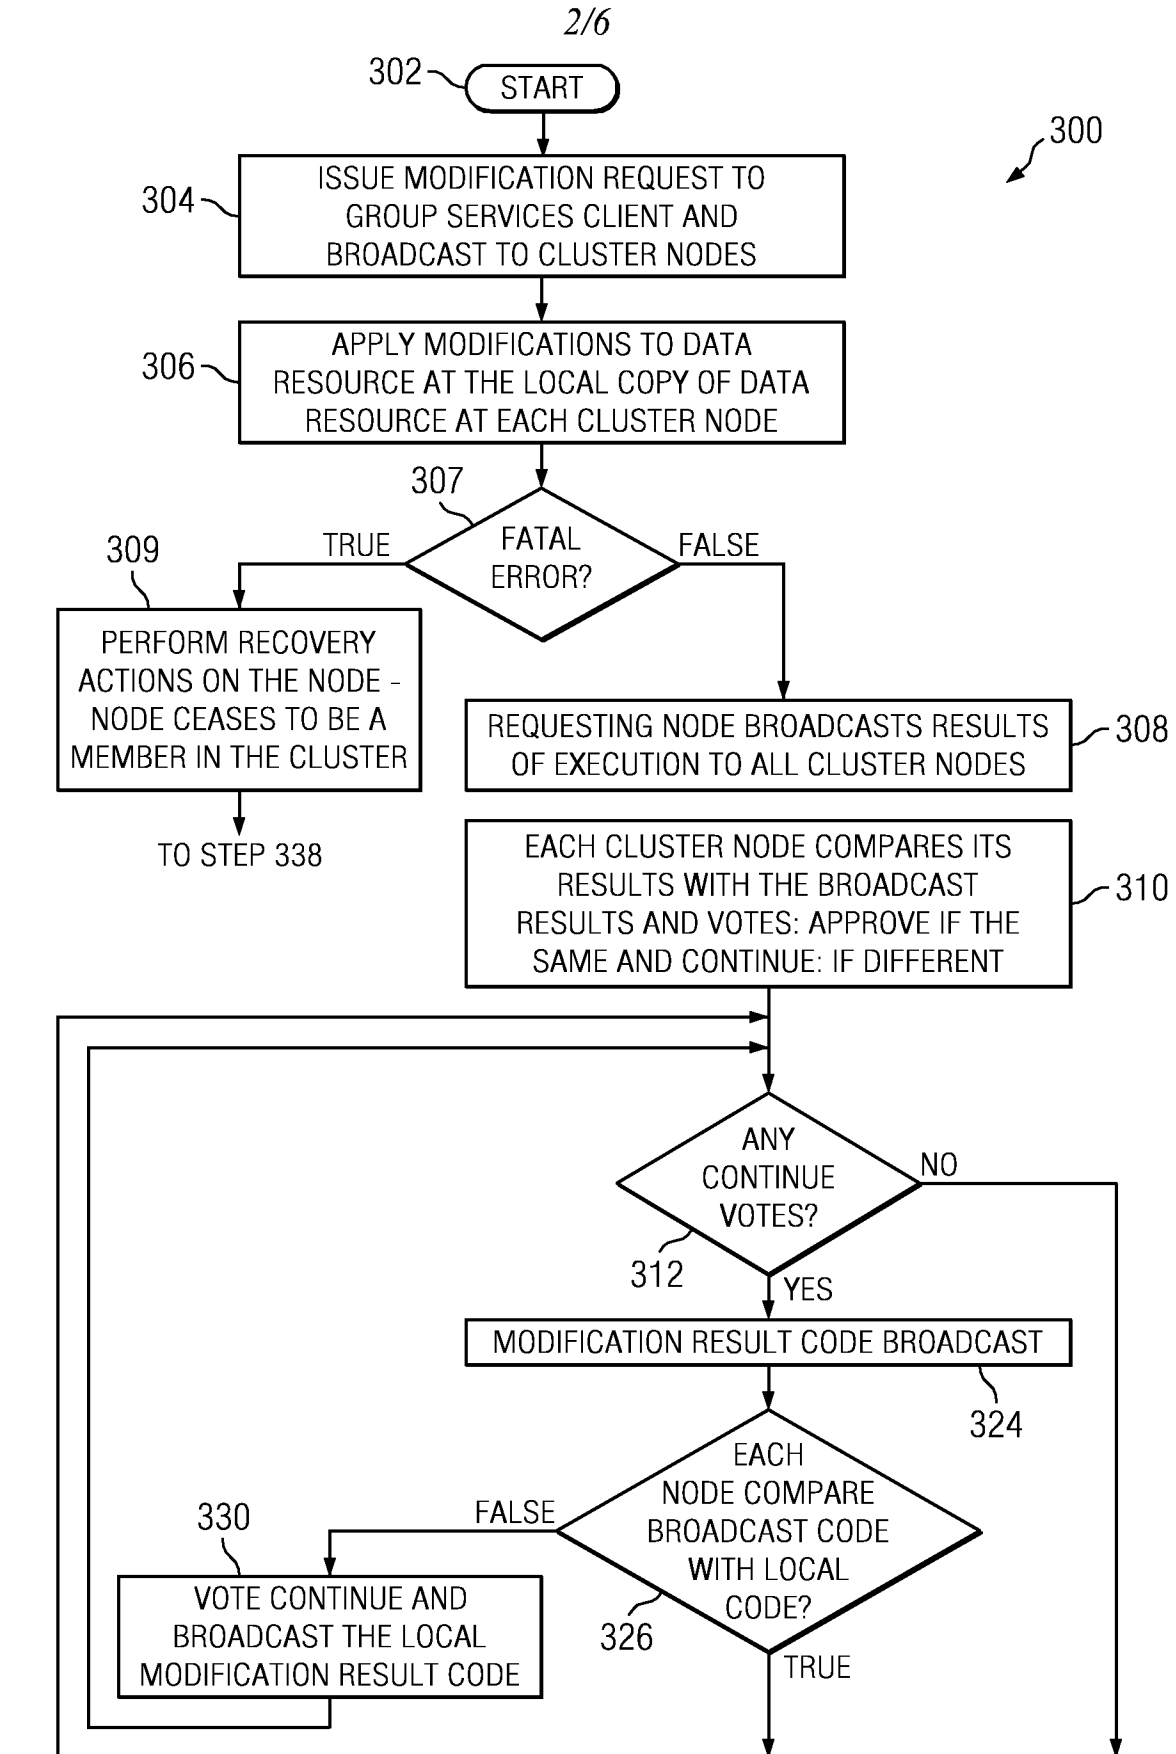 2/6
302
START
300
304
ISSUE MODIFICATION REQUEST TO
GROUP SERVICES CLIENT AND
BROADCAST TO CLUSTER NODES
306
APPLY MODIFICATIONS TO DATA
RESOURCE AT THE LOCAL COPY OF DATA
RESOURCE AT EACH CLUSTER NODE
307
FATAL
ERROR?
TRUE
FALSE
309
PERFORM RECOVERY
ACTIONS ON THE NODE -
NODE CEASES TO BE A
MEMBER IN THE CLUSTER
TO STEP 338
REQUESTING NODE BROADCASTS RESULTS
OF EXECUTION TO ALL CLUSTER NODES
308
EACH CLUSTER NODE COMPARES ITS
RESULTS WITH THE BROADCAST
RESULTS AND VOTES: APPROVE IF THE
SAME AND CONTINUE: IF DIFFERENT
310
ANY
CONTINUE
VOTES?
NO
312
YES
MODIFICATION RESULT CODE BROADCAST
324
EACH
NODE COMPARE
BROADCAST CODE
WITH LOCAL
CODE?
FALSE
326
TRUE
330
VOTE CONTINUE AND
BROADCAST THE LOCAL
MODIFICATION RESULT CODE